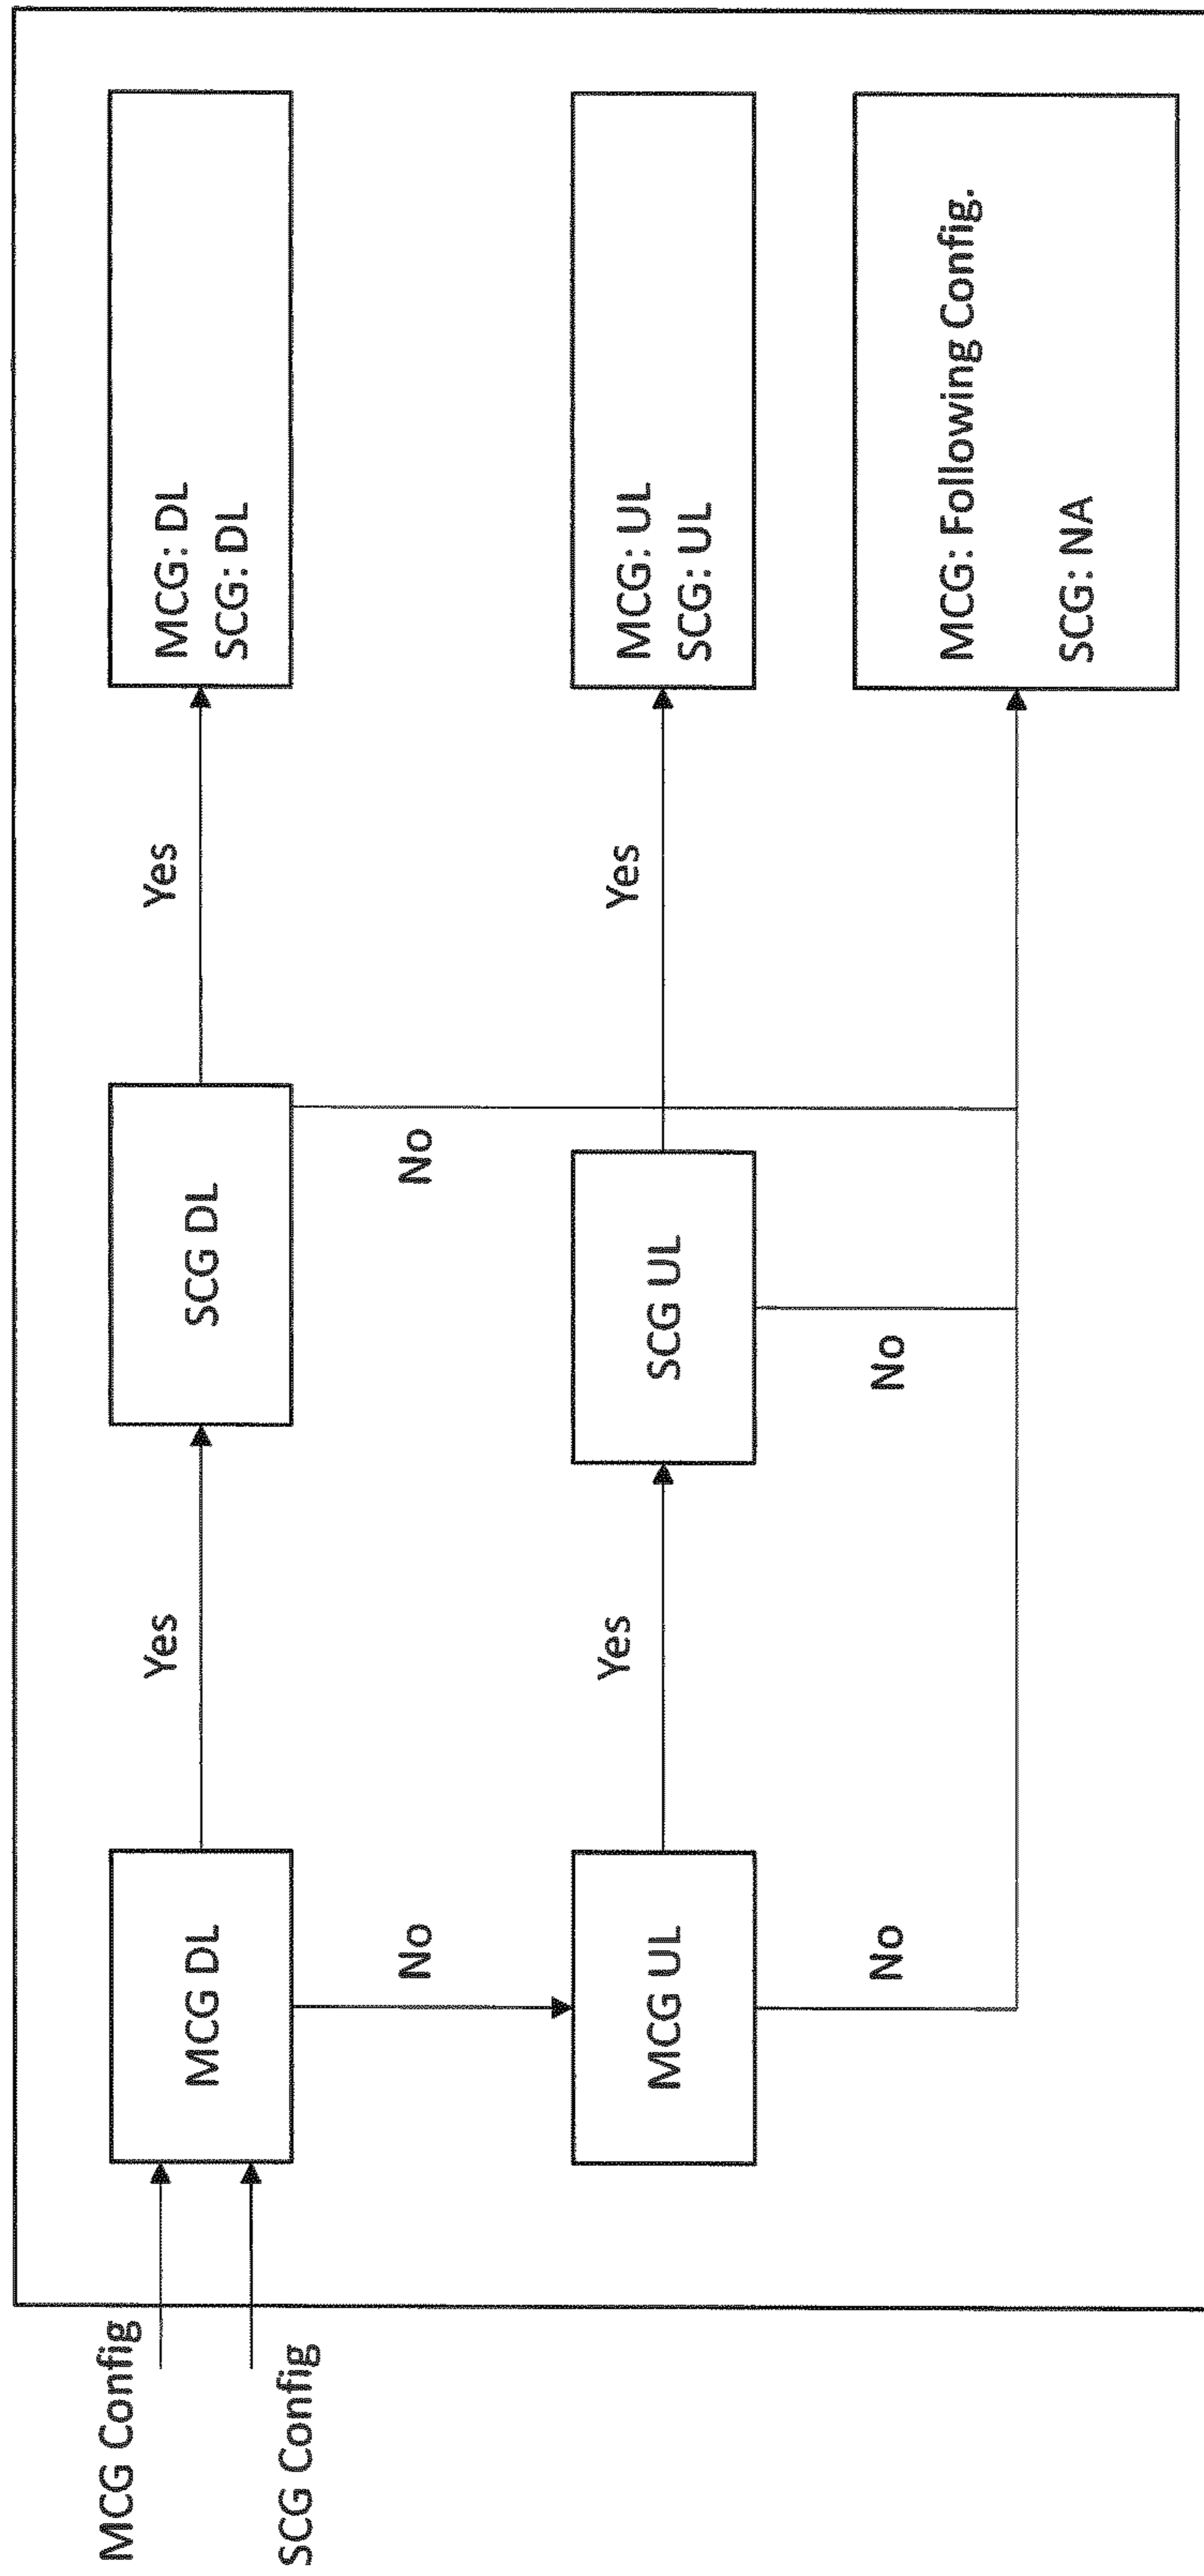 MCG Config
SCG Config
MCG DL
Yes
SCG DL
Yes
MCG: DL
SCG: DL
No
No
MCG UL
Yes
SCG UL
Yes
MCG: UL
SCG: UL
No
No
MCG: Following Config.
SCG: NA